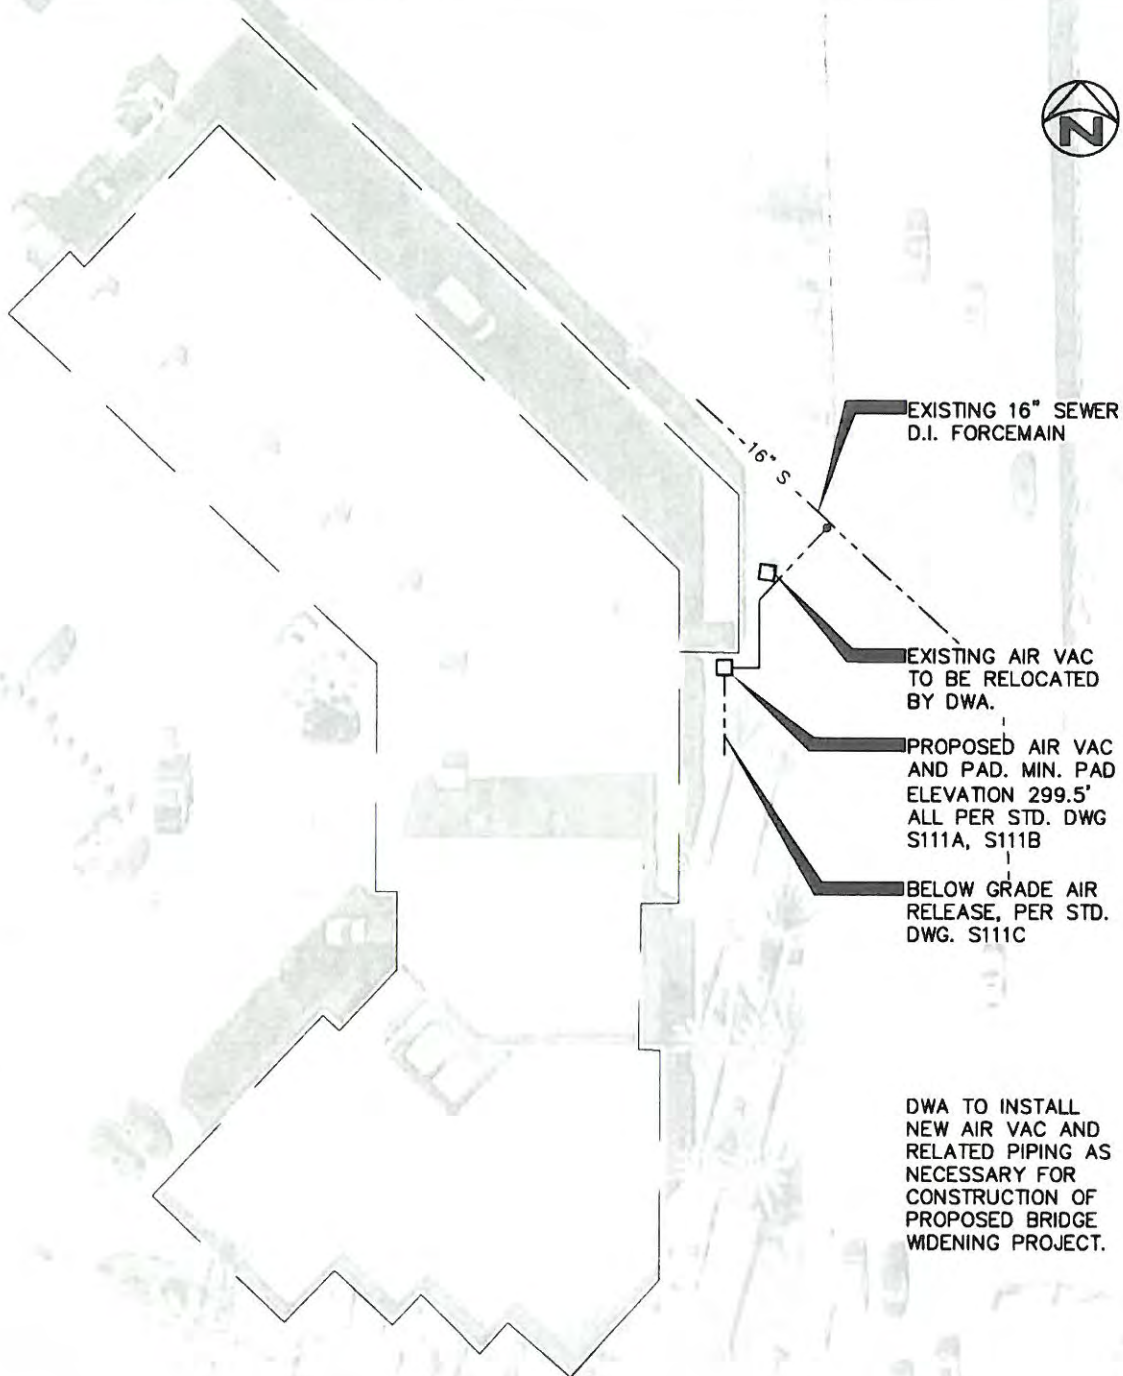 N
EXISTING 16" SEWER
D.I. FORCEMAIN
16" S
EXISTING AIR VAC
TO BE RELOCATED
BY DWA.
PROPOSED AIR VAC
AND PAD. MIN. PAD
ELEVATION 299.5'
ALL PER STD. DWG
S111A, S111B
BELOW GRADE AIR
RELEASE, PER STD.
DWG. S111C
DWA TO INSTALL
NEW AIR VAC AND
RELATED PIPING AS
NECESSARY FOR
CONSTRUCTION OF
PROPOSED BRIDGE
WIDENING PROJECT.